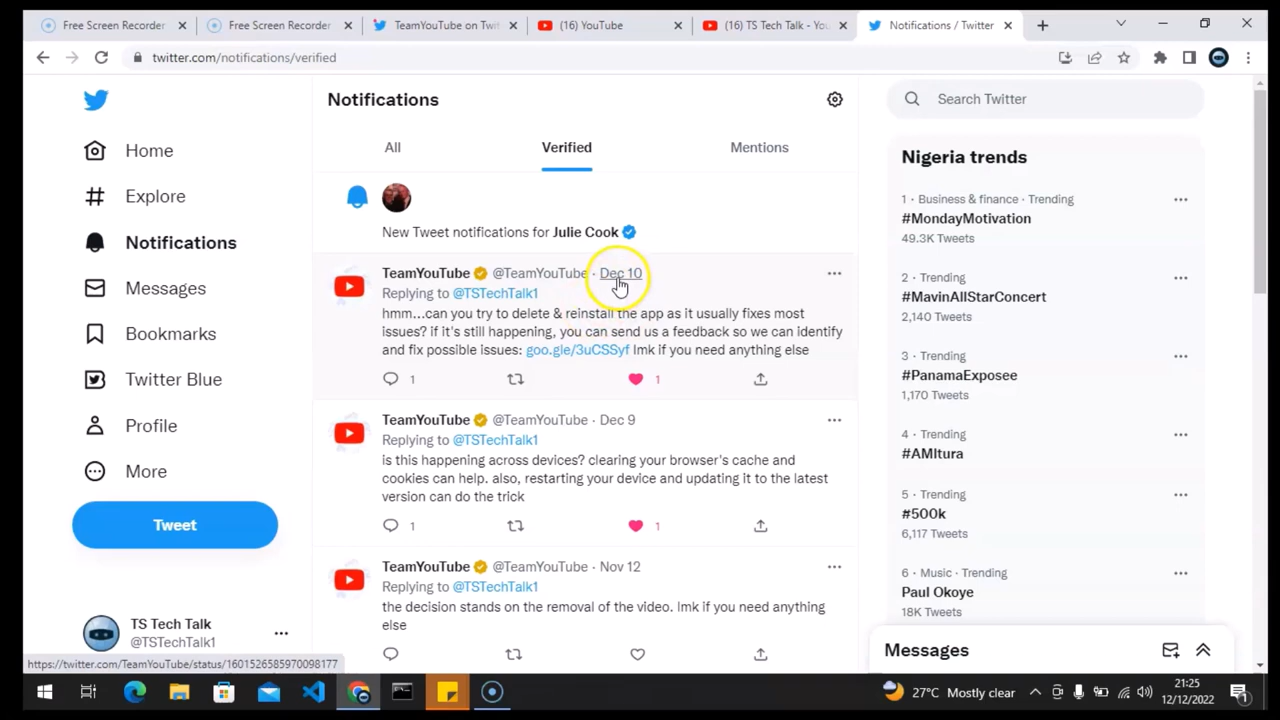 Free Screen Recorder
Free Screen Recorder
TeamYouTube on Twit
(16) YouTube
(16) TS Tech Talk - You
Notifications / Twitter
twitter.com/notifications/verified
Notifications
Search Twitter
Home
Explore
Notifications
Messages
Bookmarks
Twitter Blue
Profile
More
Tweet
TS Tech Talk
@TSTechTalk1
All
Verified
Mentions
New Tweet notifications for Julie Cook
TeamYouTube @TeamYouTube · Dec 10
Replying to @TSTechTalk1
hmm...can you try to delete & reinstall the app as it usually fixes most
issues? if it's still happening, you can send us a feedback so we can identify
and fix possible issues: goo.gle/3uCSSyf lmk if you need anything else
1
1
TeamYouTube @TeamYouTube · Dec 9
Replying to @TSTechTalk1
is this happening across devices? clearing your browser's cache and
cookies can help. also, restarting your device and updating it to the latest
version can do the trick
1
1
TeamYouTube @TeamYouTube · Nov 12
Replying to @TSTechTalk1
the decision stands on the removal of the video. lmk if you need anything
else
Nigeria trends
1 · Business & finance · Trending
#MondayMotivation
49.3K Tweets
2 · Trending
#MavinAllStarConcert
2,140 Tweets
3 · Trending
#PanamaExposee
1,170 Tweets
4 · Trending
#AMItura
5 · Trending
#500k
6,117 Tweets
6 · Music · Trending
Paul Okoye
18K Tweets
Messages
https://twitter.com/TeamYouTube/status/1601526585970098177
27°C Mostly clear
21:25
12/12/2022
1